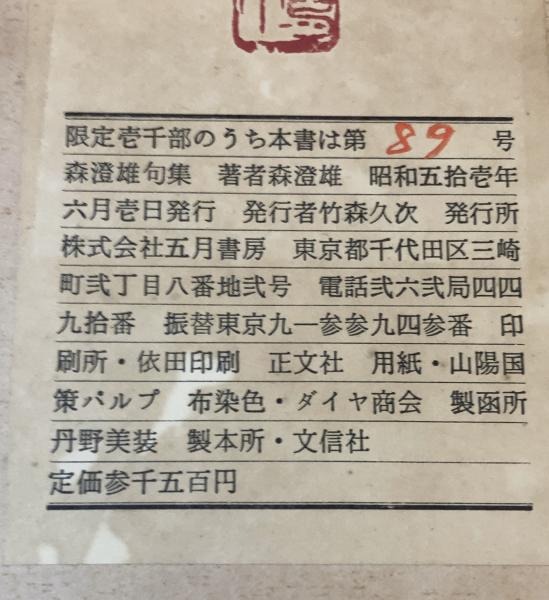 限定壱千部のうち本書は第 89 号
森澄雄句集 著者森澄雄 昭和五拾壱年
六月壱日発行 発行者竹森久次 発行所
株式会社五月書房 東京都千代田区三崎
町弐丁目八番地弐号 電話弐六弐局四四
九拾番 振替東京九一参参九四参番 印
刷所・依田印刷 正文社 用紙・山陽国
策パルプ 布染色・ダイヤ商会 製函所
丹野美装 製本所・文信社
定価参千五百円